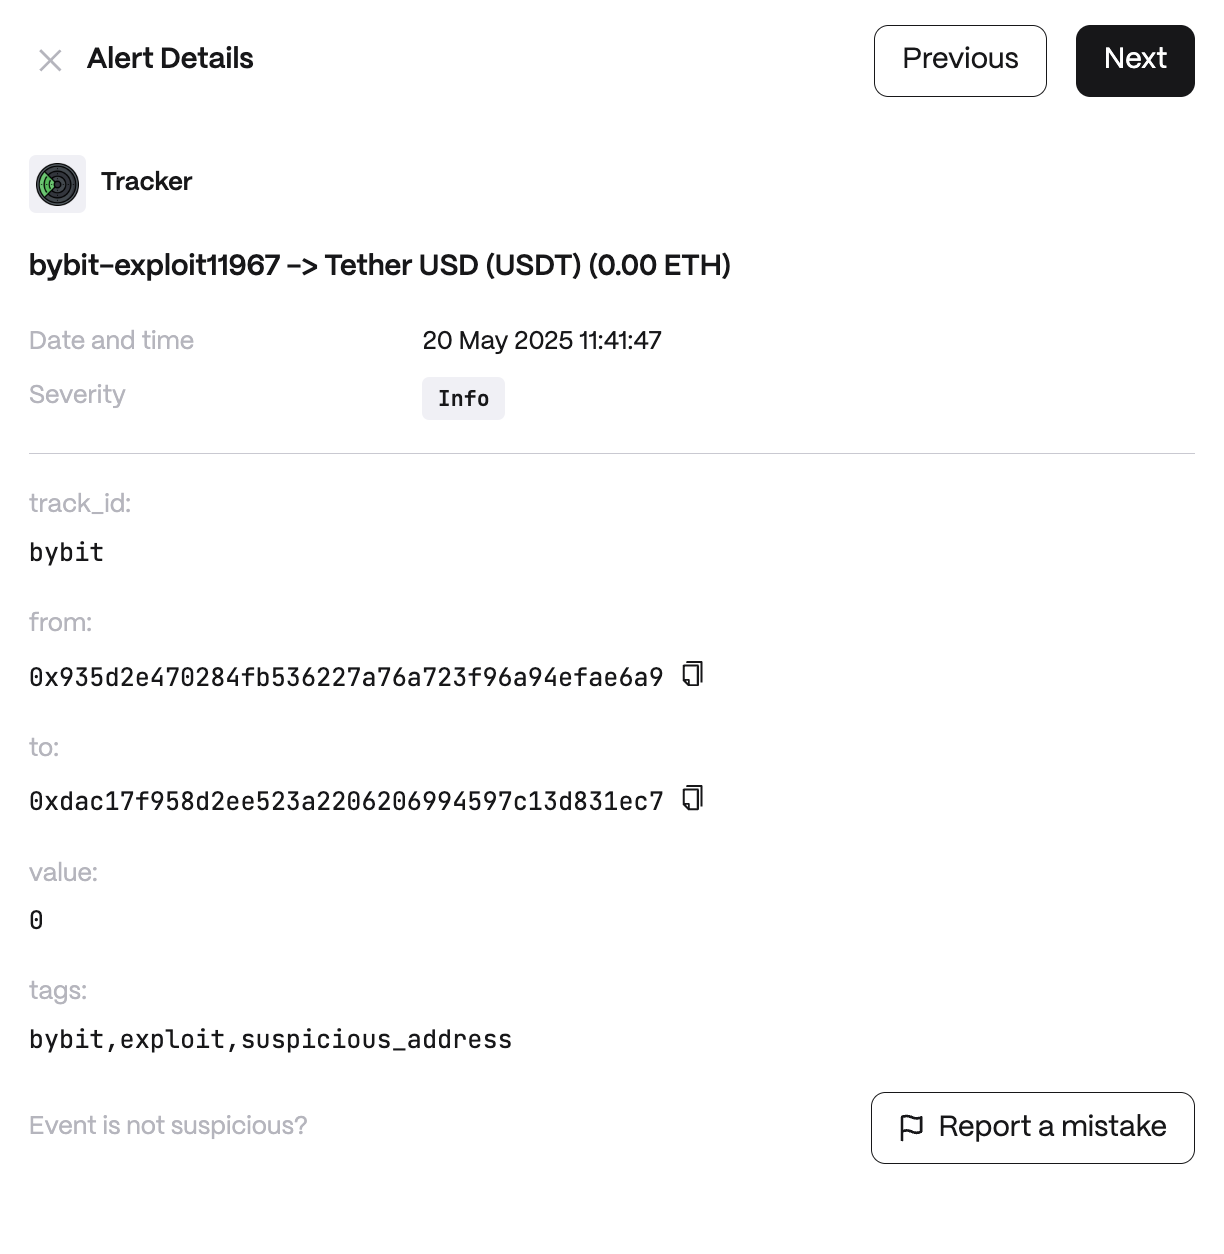 Alert Details
Previous
Next
Tracker
bybit-exploit11967 -> Tether USD (USDT) (0.00 ETH)
Date and time
20 May 2025 11:41:47
Severity
Info
track_id:
bybit
from:
0x935d2e470284fb536227a76a723f96a94efae6a9
to:
0xdac17f958d2ee523a2206206994597c13d831ec7
value:
0
tags:
bybit,exploit,suspicious_address
Event is not suspicious?
Report a mistake